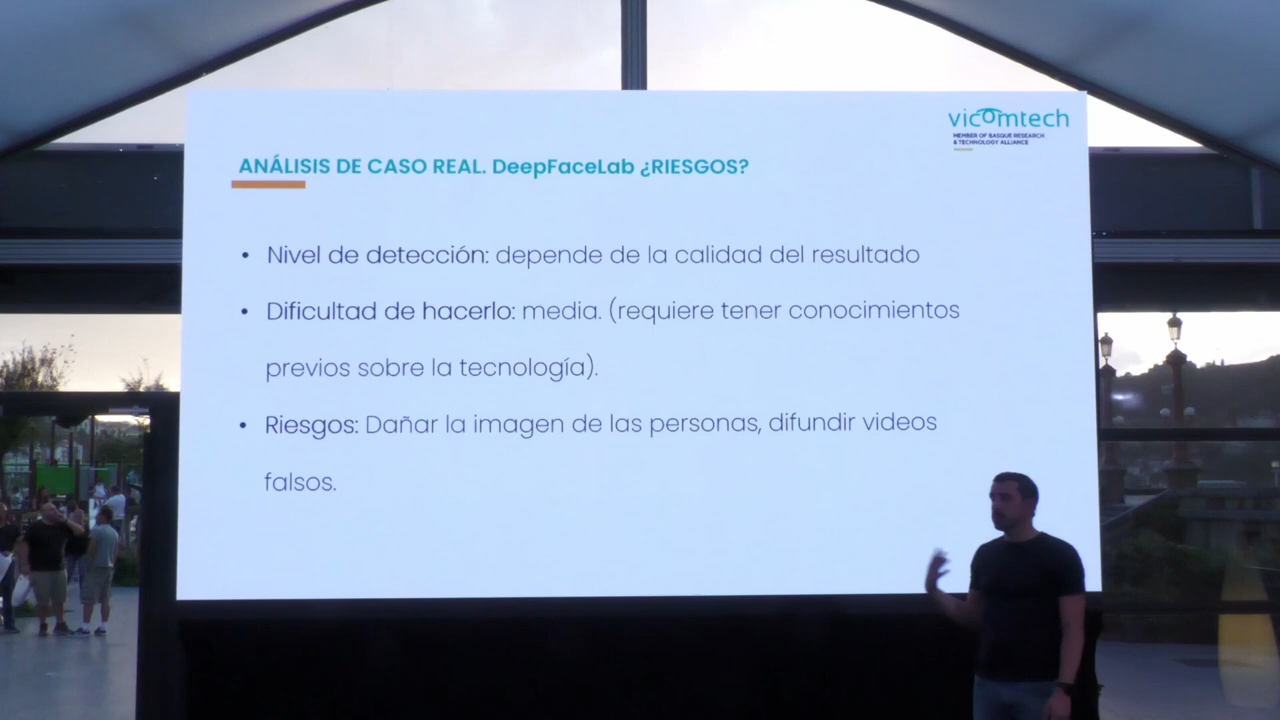 vicomtech
MEMBER OF BASQUE RESEARCH
& TECHNOLOGY ALLIANCE
ANÁLISIS DE CASO REAL. DeepFaceLab ¿RIESGOS?
• Nivel de detección: depende de la calidad del resultado
• Dificultad de hacerlo: media. (requiere tener conocimientos
previos sobre la tecnología).
• Riesgos: Dañar la imagen de las personas, difundir videos
falsos.